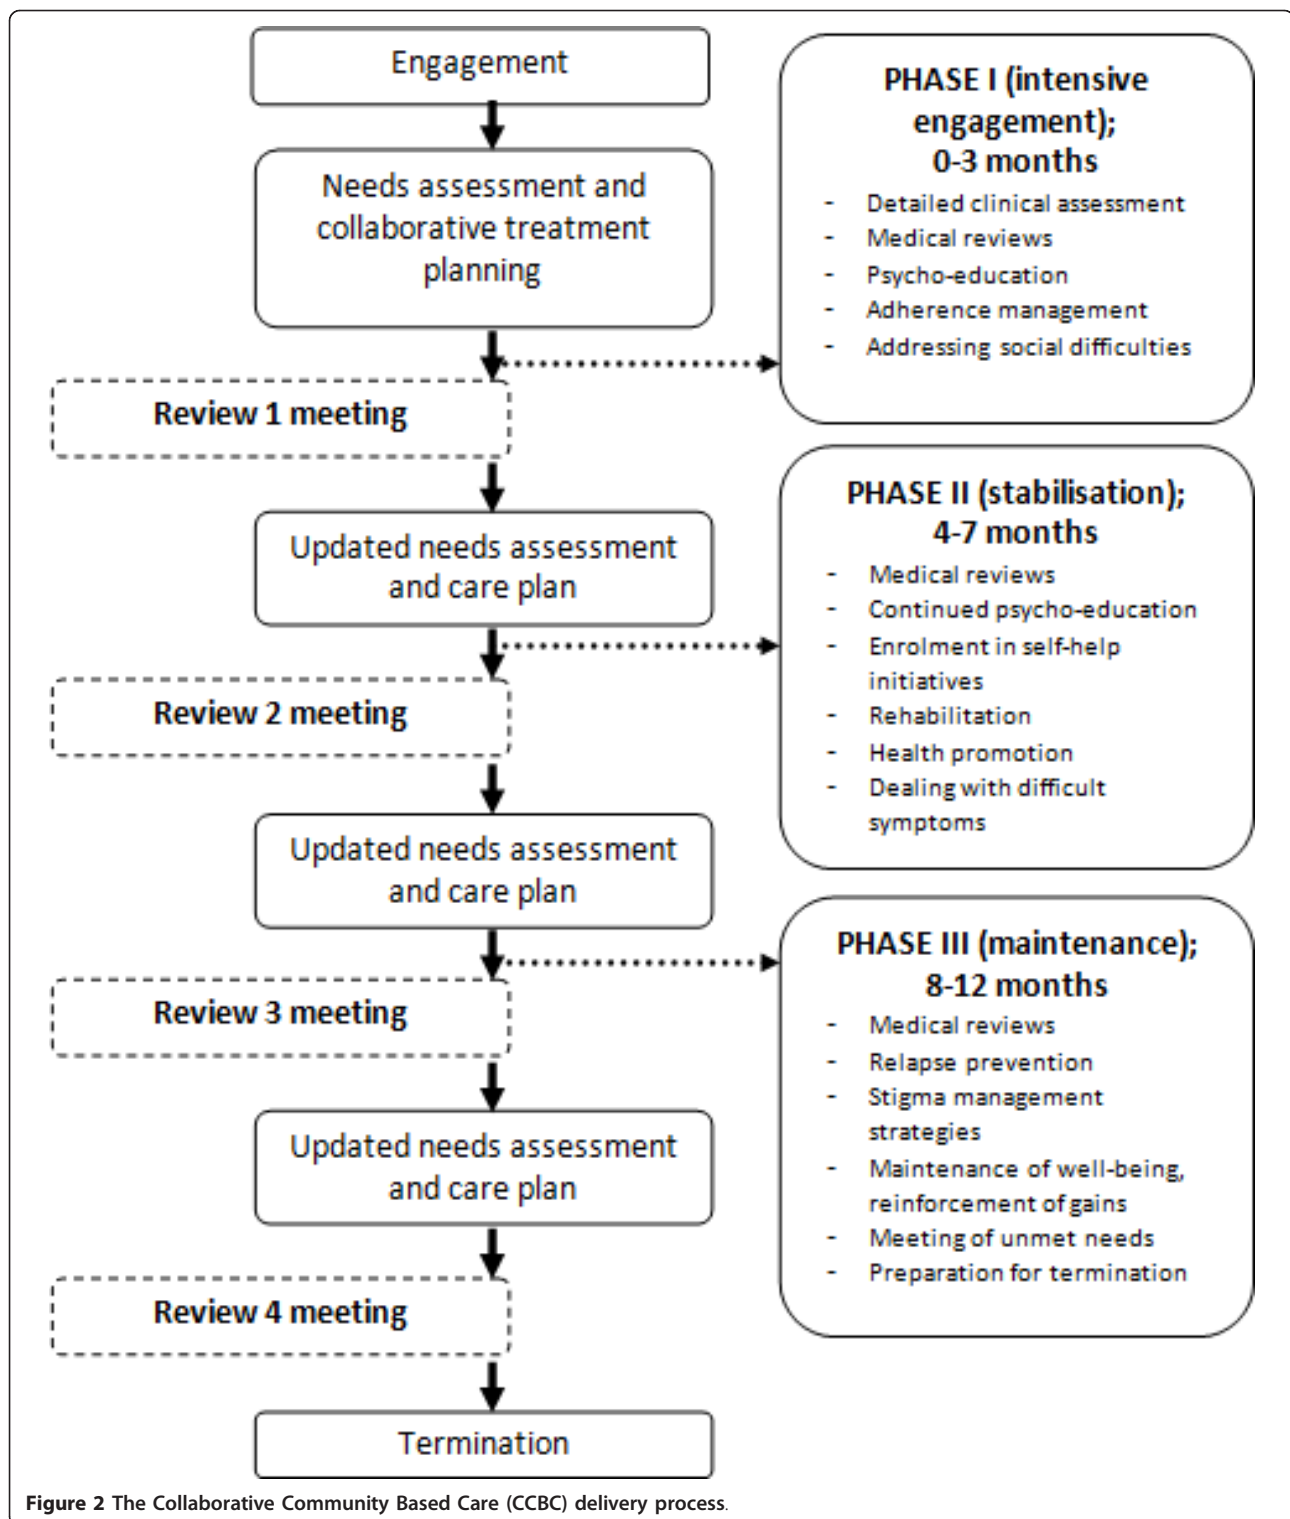 Engagement
Needs assessment and
collaborative treatment
planning
Review 1 meeting
Updated needs assessment
and care plan
Review 2 meeting
Updated needs assessment
and care plan
Review 3 meeting
Updated needs assessment
and care plan
Review 4 meeting
Termination
PHASE I (intensive
engagement);
0-3 months
- Detailed clinical assessment
- Medical reviews
- Psycho-education
- Adherence management
- Addressing social difficulties
PHASE II (stabilisation);
4-7 months
- Medical reviews
- Continued psycho-education
- Enrolment in self-help
initiatives
- Rehabilitation
- Health promotion
- Dealing with difficult
symptoms
PHASE III (maintenance);
8-12 months
- Medical reviews
- Relapse prevention
- Stigma management
strategies
- Maintenance of well-being,
reinforcement of gains
- Meeting of unmet needs
- Preparation for termination
Figure 2 The Collaborative Community Based Care (CCBC) delivery process.